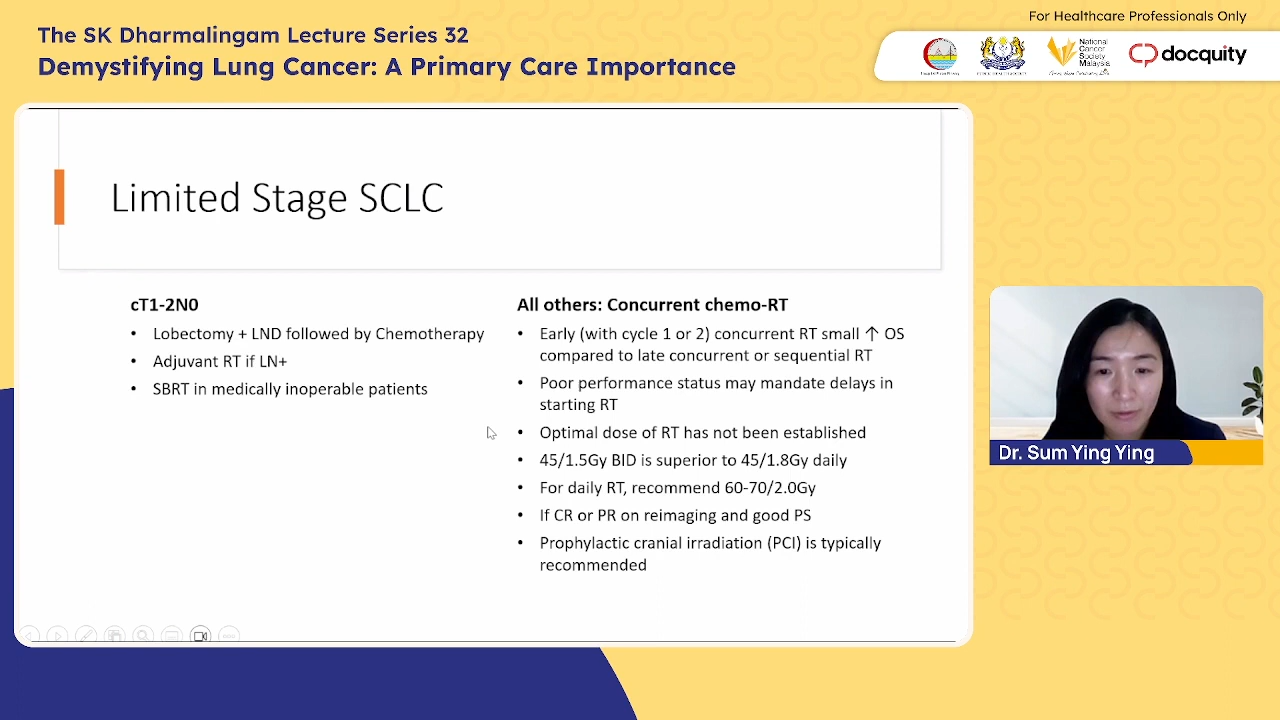 For Healthcare Professionals Only
The SK Dharmalingam Lecture Series 32
Demystifying Lung Cancer: A Primary Care Importance
National
Cancer
Society
Malaysia
docquity
Limited Stage SCLC
cT1-2N0
• Lobectomy + LND followed by Chemotherapy
• Adjuvant RT if LN+
• SBRT in medically inoperable patients
All others: Concurrent chemo-RT
• Early (with cycle 1 or 2) concurrent RT small ↑ OS
compared to late concurrent or sequential RT
• Poor performance status may mandate delays in
starting RT
• Optimal dose of RT has not been established
• 45/1.5Gy BID is superior to 45/1.8Gy daily
• For daily RT, recommend 60-70/2.0Gy
• If CR or PR on reimaging and good PS
• Prophylactic cranial irradiation (PCI) is typically
recommended
Dr. Sum Ying Ying